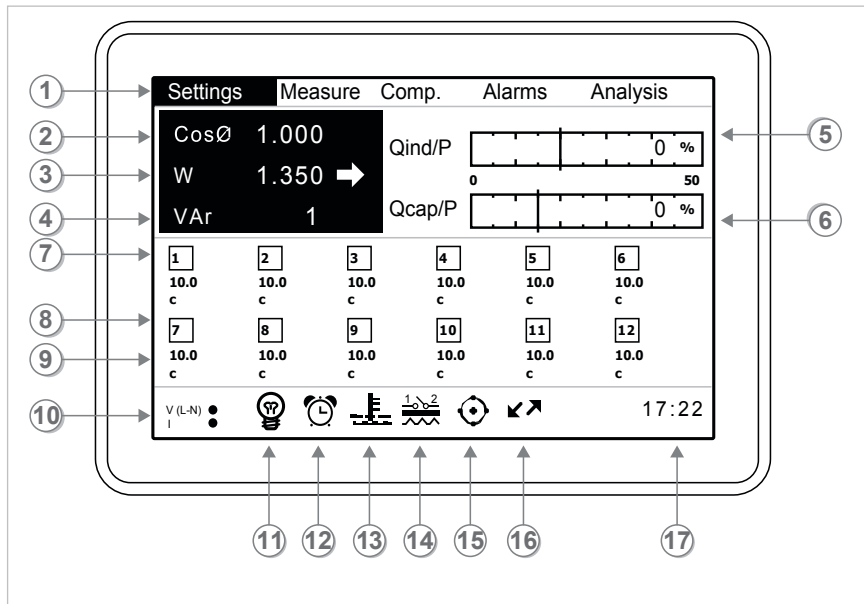 Settings Measure Comp. Alarms Analysis
CosØ 1.000
W 1.350
VAr 1
Qind/P 0 %
0 50
Qcap/P 0 %
1 2 3 4 5 6
10.0 10.0 10.0 10.0 10.0 10.0
c c c c c c
7 8 9 10 11 12
10.0 10.0 10.0 10.0 10.0 10.0
c c c c c c
V (L-N)
I
1 2
17:22
1
2
3
4
5
6
7
8
9
10
11 12 13 14 15 16 17